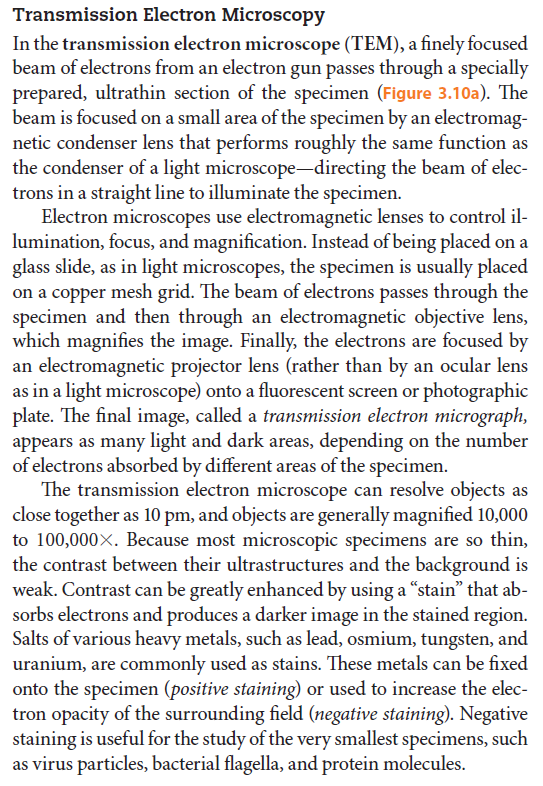 Transmission Electron Microscopy
In the transmission electron microscope (TEM), a finely focused
beam of electrons from an electron gun passes through a specially
prepared, ultrathin section of the specimen (Figure 3.10a). The
beam is focused on a small area of the specimen by an electromag-
netic condenser lens that performs roughly the same function as
the condenser of a light microscope—directing the beam of elec-
trons in a straight line to illuminate the specimen.
Electron microscopes use electromagnetic lenses to control il-
lumination, focus, and magnification. Instead of being placed on a
glass slide, as in light microscopes, the specimen is usually placed
on a copper mesh grid. The beam of electrons passes through the
specimen and then through an electromagnetic objective lens,
which magnifies the image. Finally, the electrons are focused by
an electromagnetic projector lens (rather than by an ocular lens
as in a light microscope) onto a fluorescent screen or photographic
plate. The final image, called a transmission electron micrograph,
appears as many light and dark areas, depending on the number
of electrons absorbed by different areas of the specimen.
The transmission electron microscope can resolve objects as
close together as 10 pm, and objects are generally magnified 10,000
to 100,000×. Because most microscopic specimens are so thin,
the contrast between their ultrastructures and the background is
weak. Contrast can be greatly enhanced by using a “stain” that ab-
sorbs electrons and produces a darker image in the stained region.
Salts of various heavy metals, such as lead, osmium, tungsten, and
uranium, are commonly used as stains. These metals can be fixed
onto the specimen (positive staining) or used to increase the elec-
tron opacity of the surrounding field (negative staining). Negative
staining is useful for the study of the very smallest specimens, such
as virus particles, bacterial flagella, and protein molecules.